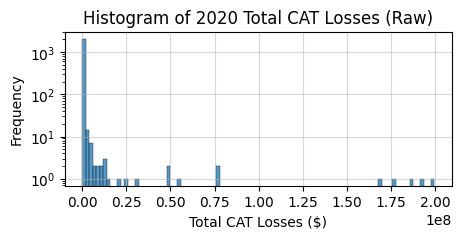 Histogram of 2020 Total CAT Losses (Raw)
Frequency
10³
10²
10¹
10⁰
0.00 0.25 0.50 0.75 1.00 1.25 1.50 1.75 2.00
1e8
Total CAT Losses ($)